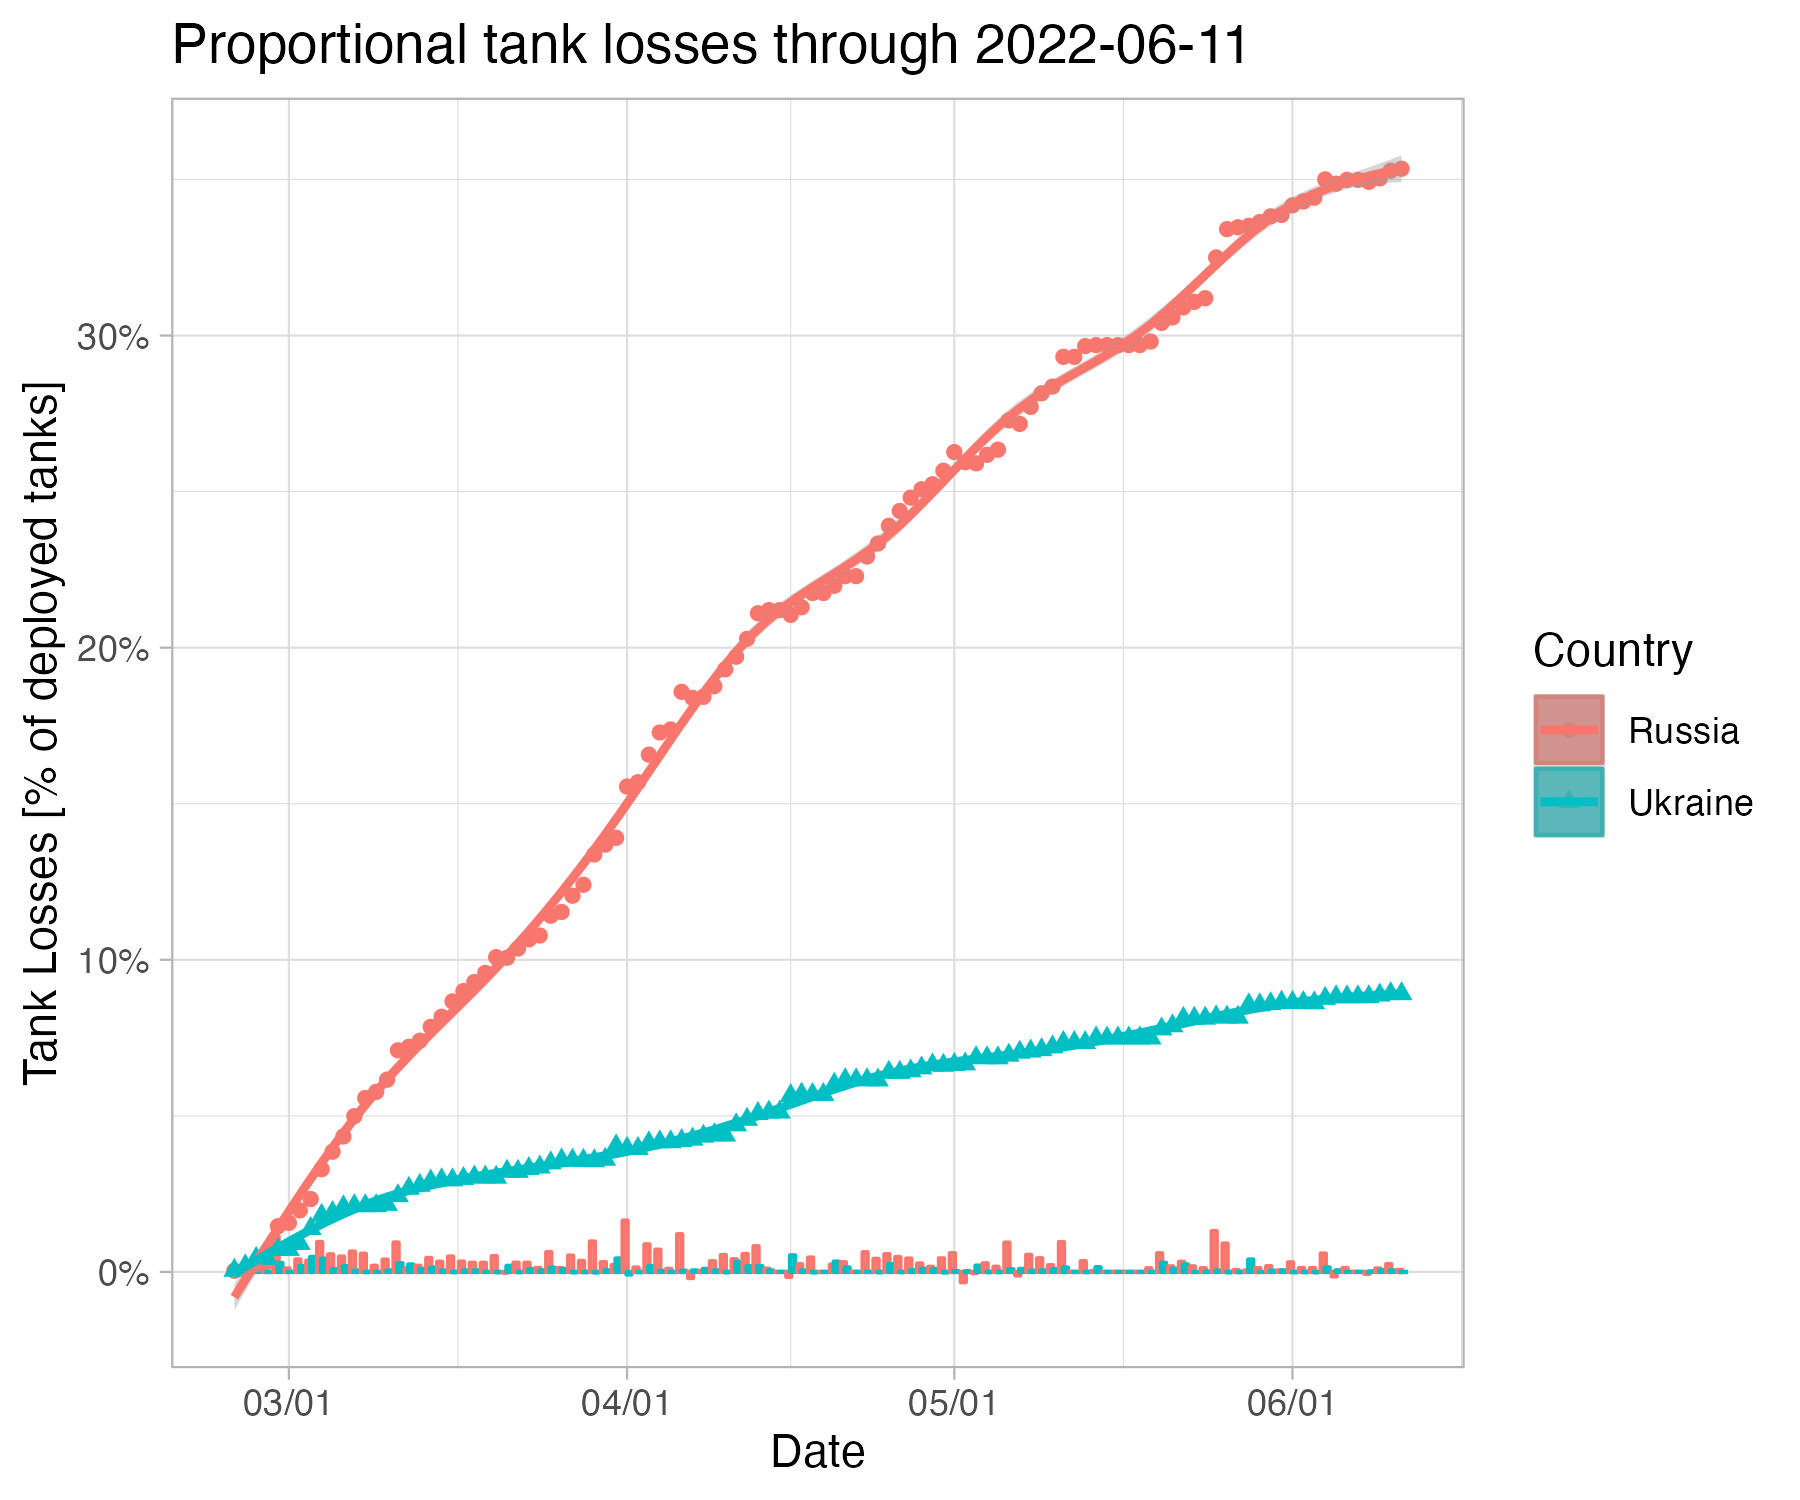 Proportional tank losses through 2022-06-11
Tank Losses [% of deployed tanks]
30%
20%
10%
0%
03/01
04/01
05/01
06/01
Date
Country
Russia
Ukraine